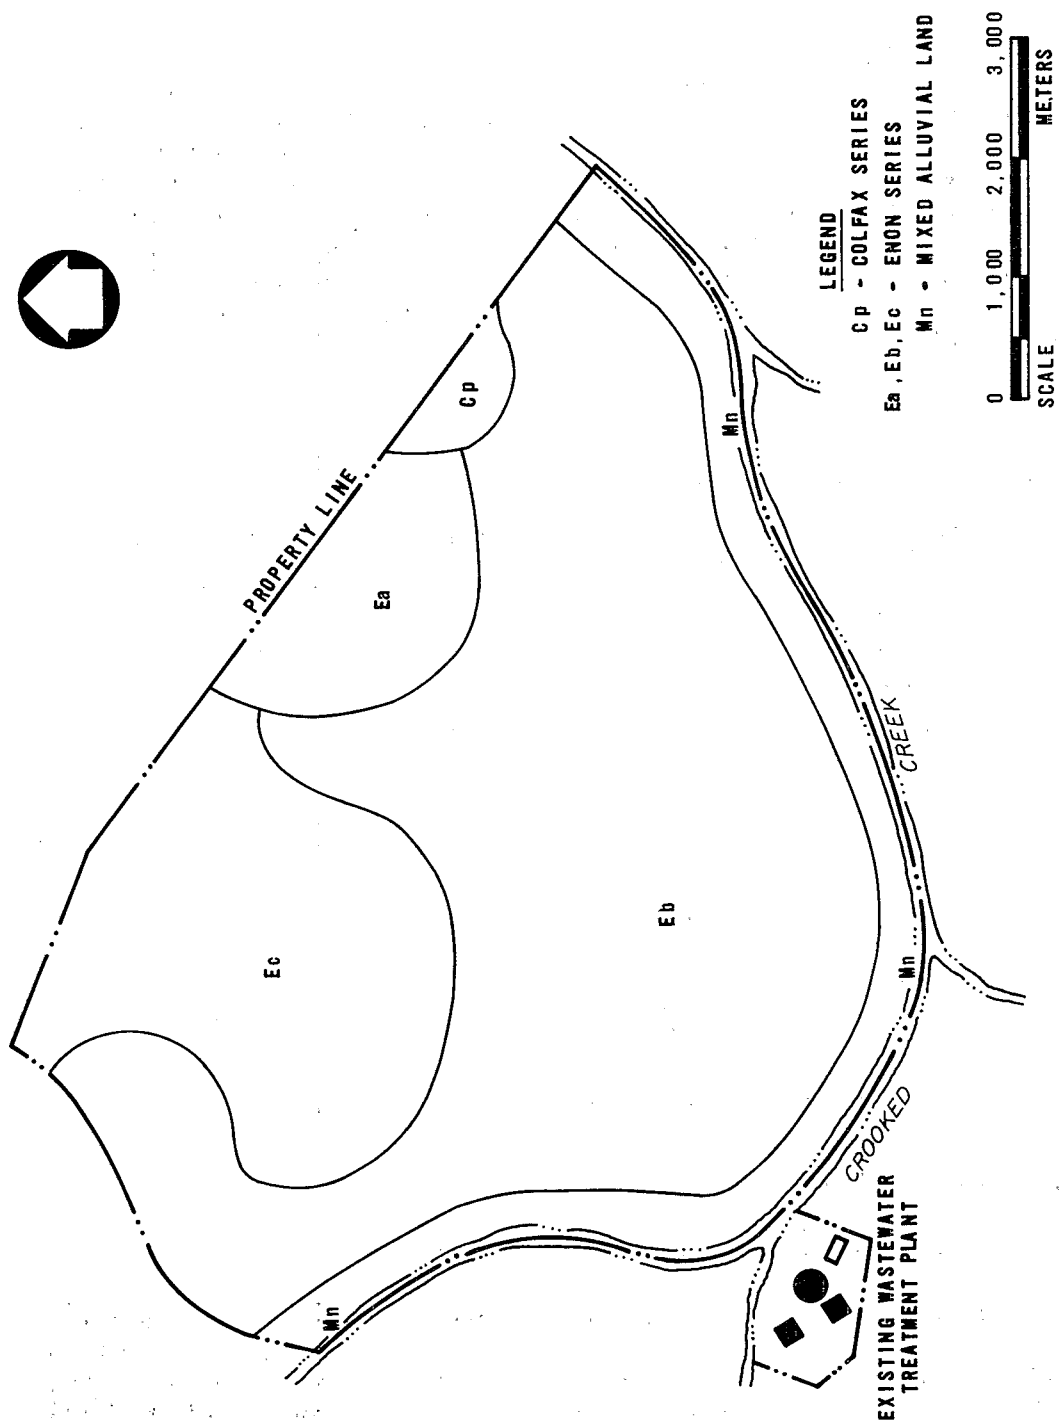 PROPERTY LINE
Cp
Ea
Ec
Eb
Mn
Mn
Mn
CROOKED
CREEK
EXISTING WASTEWATER
TREATMENT PLANT
LEGEND
Cp - COLFAX SERIES
Ea, Eb, Ec - ENON SERIES
Mn - MIXED ALLUVIAL LAND
0 1,000 2,000 3,000
SCALE METERS